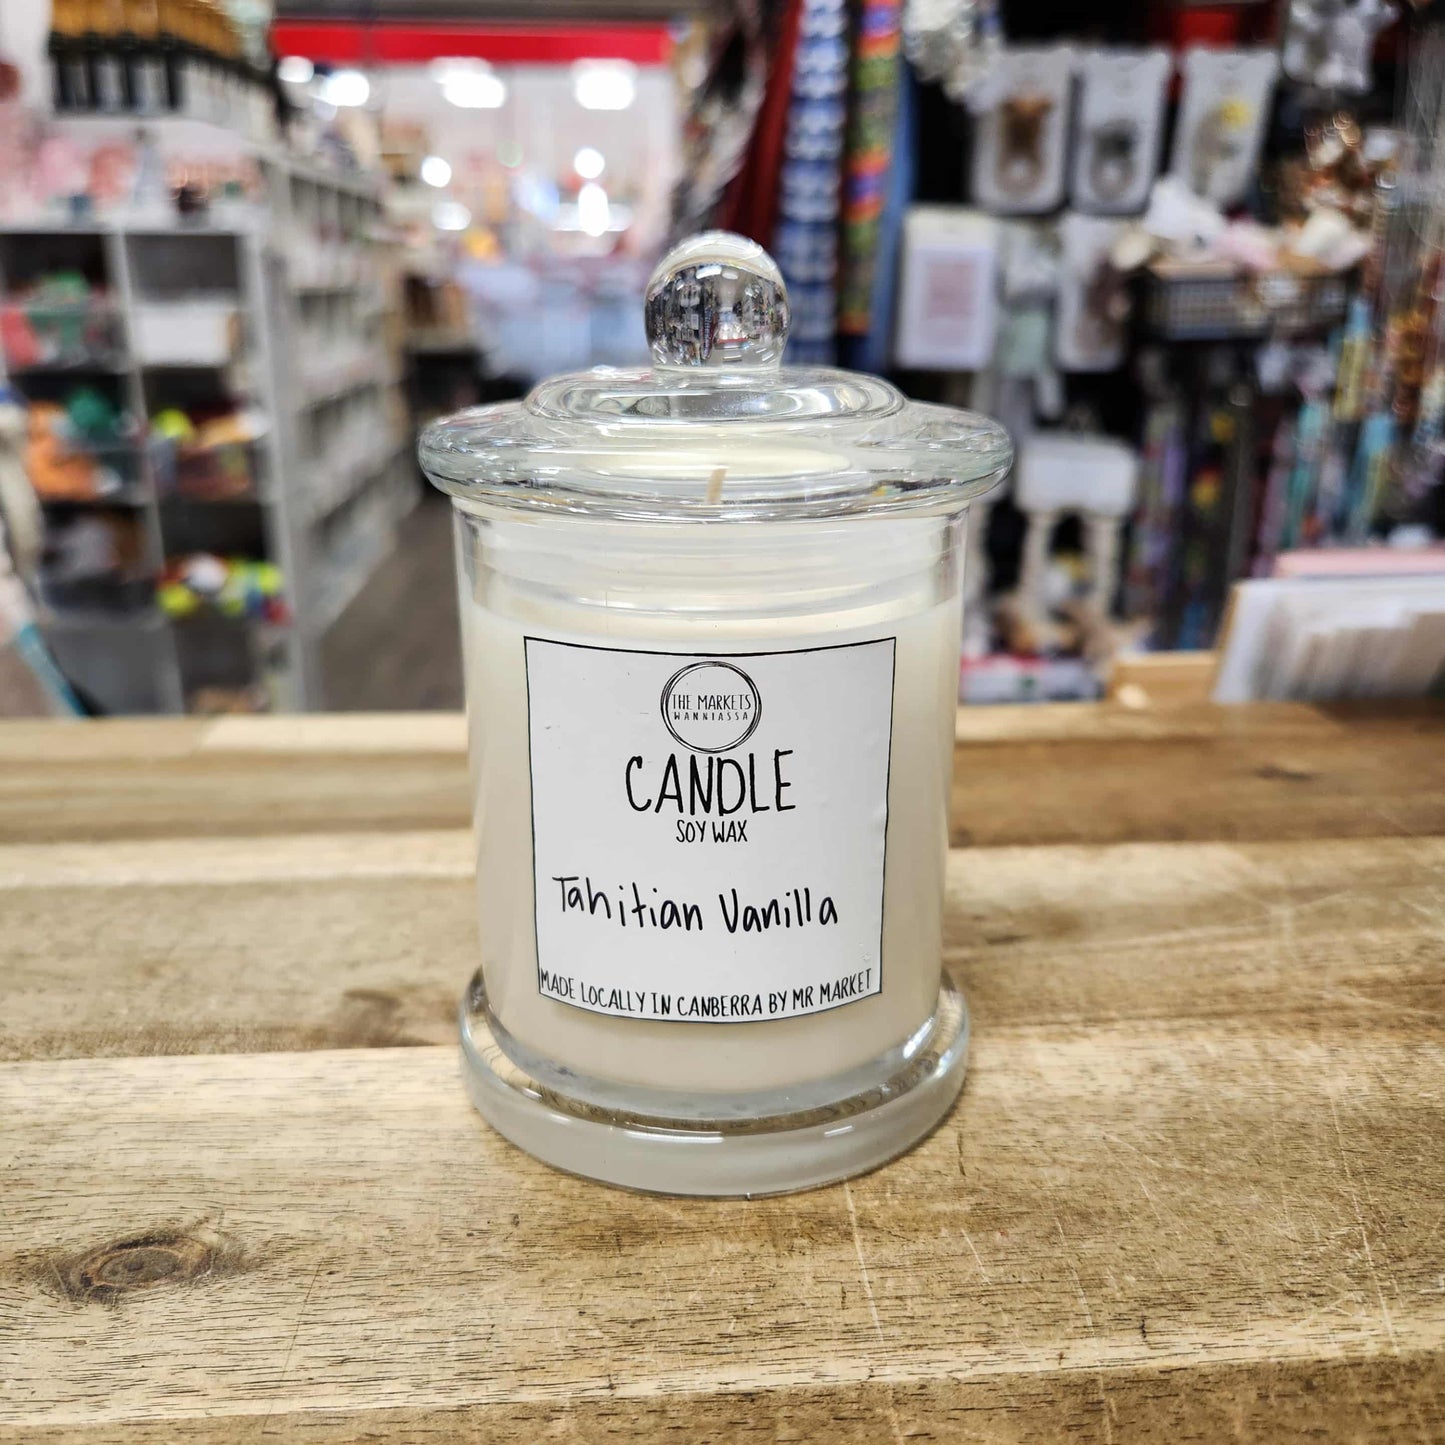 THE MARKETS
WANNIASSA
CANDLE
SOY WAX
Tahitian Vanilla
MADE LOCALLY IN CANBERRA BY MR MARKET